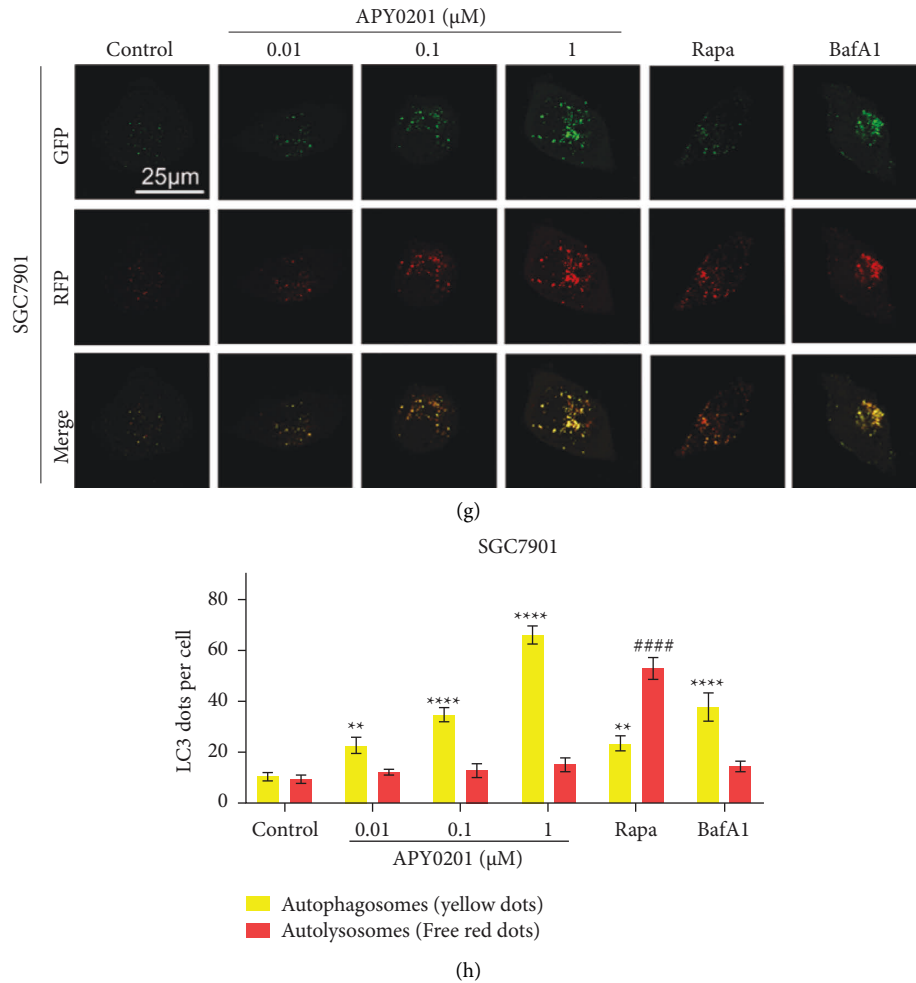 APY0201 (μM)
Control 0.01 0.1 1 Rapa BafA1
SGC7901
GFP
25μm
RFP
Merge
(g)
SGC7901
LC3 dots per cell
80
60
40
20
0
**
****
****
**
####
****
Control 0.01 0.1 1 Rapa BafA1
APY0201 (μM)
Autophagosomes (yellow dots)
Autolysosomes (Free red dots)
(h)